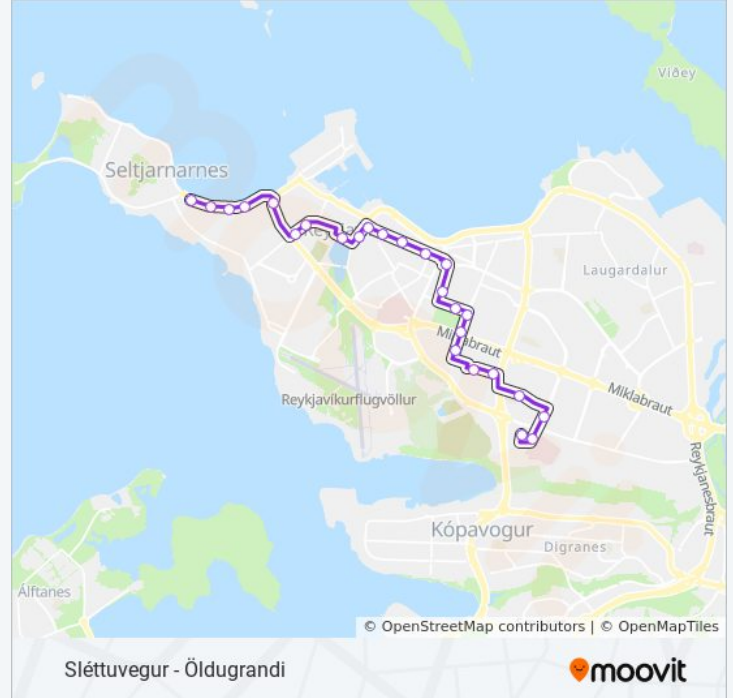 Viðey
Seltjarnarnes
Laugardalur
Miklabraut
Reykjavíkurflugvöllur
Miklabraut
Reykjanesbraut
Kópavogur
Digranes
Álftanes
© OpenStreetMap contributors | © OpenMapTiles
Sléttuvegur - Öldugrandi
moovit